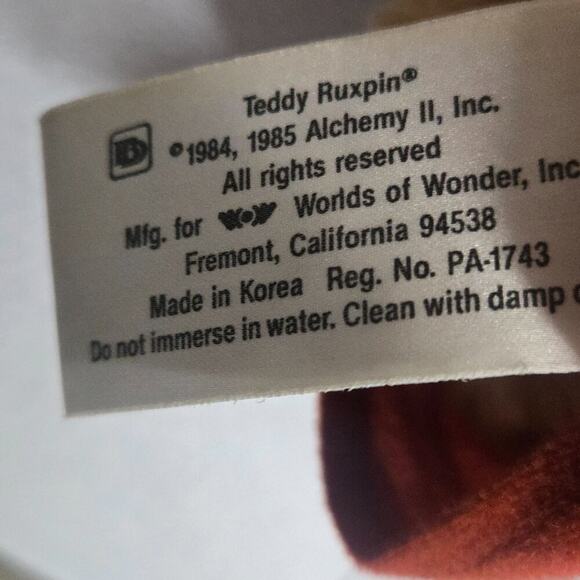 Teddy Ruxpin®
©1984, 1985 Alchemy II, Inc.
All rights reserved
Mfg. for WOW Worlds of Wonder, Inc
Fremont, California 94538
Made in Korea Reg. No. PA-1743
Do not immerse in water. Clean with damp